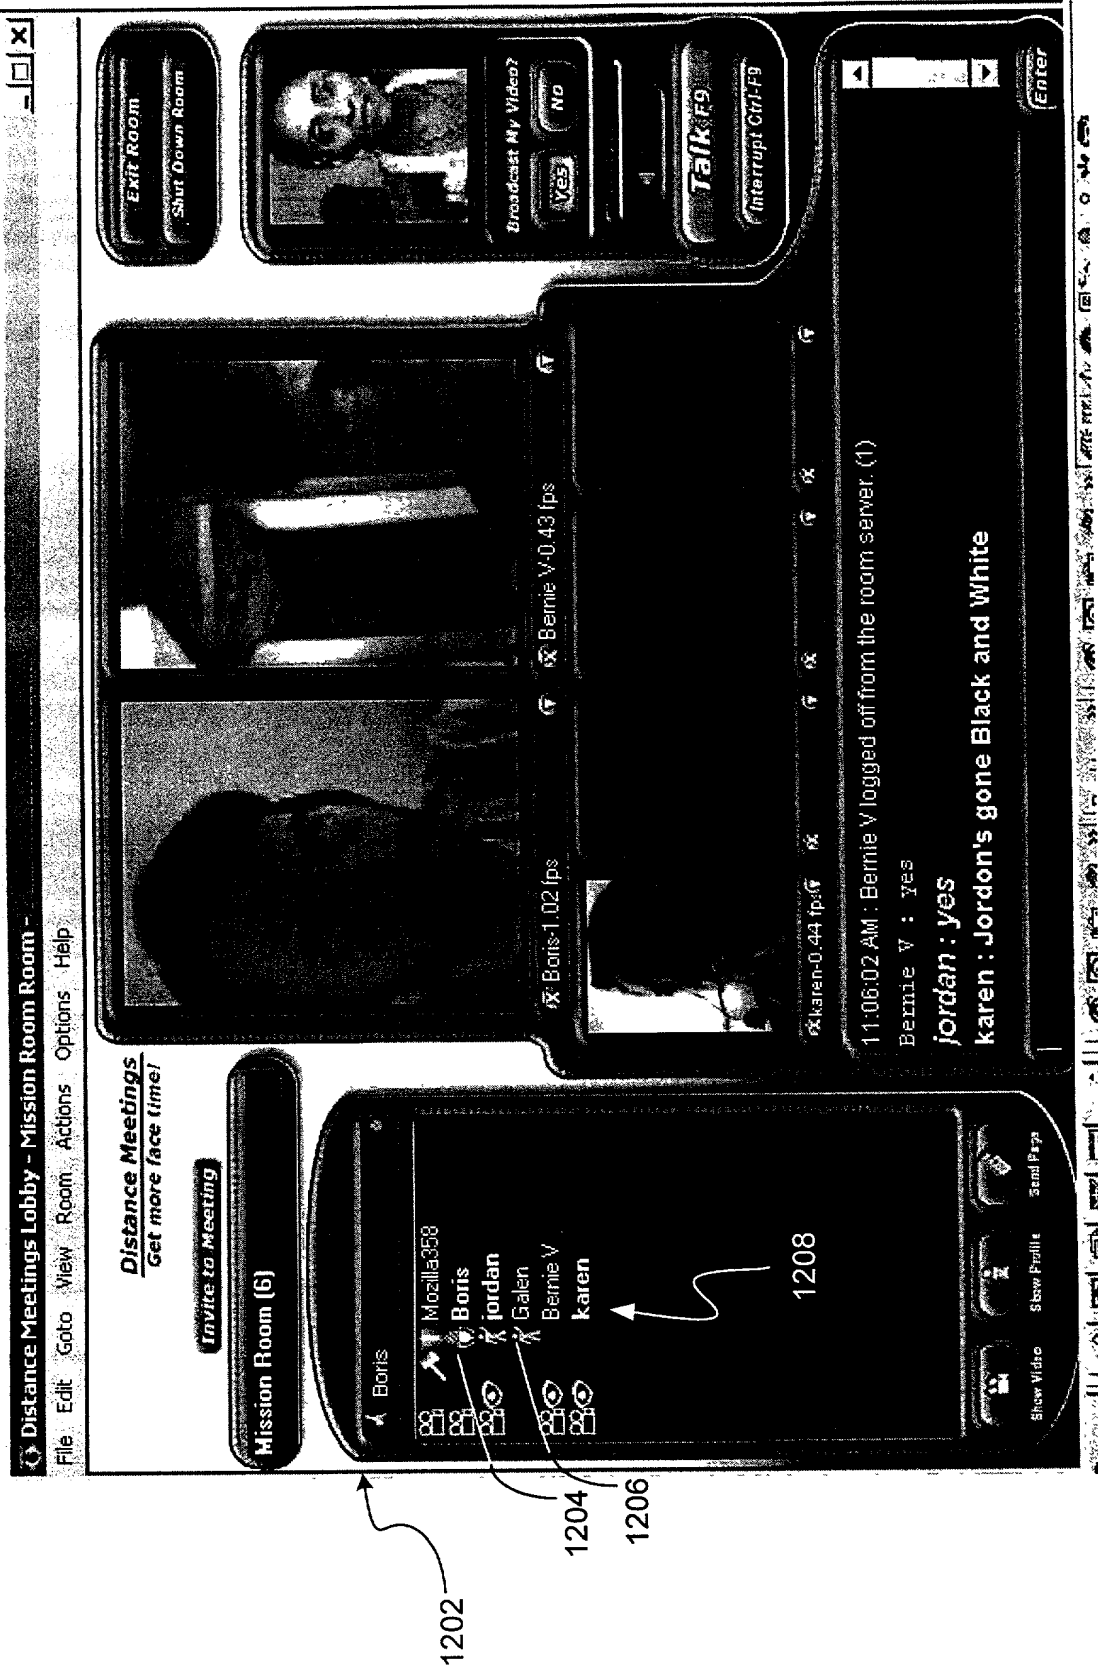 Distance Meetings Lobby - Mission Room Room -
File Edit Goto View Room Actions Options Help
Distance Meetings
Get more face time!
Invite to Meeting
Mission Room (6)
Boris
Mozilla358
Boris
jordan
Galen
Bernie V
karen
Show Video
Show Profile
Send Page
Boris-1.02 fps
Bernie V-0.43 fps
karen-0.44 fps
Exit Room
Shut Down Room
Broadcast My Video?
Yes
No
Talk F9
Interrupt Ctrl-F9
11:06:02 AM : Bernie V logged off from the room server. (1)
Bernie V : yes
jordan : yes
karen : Jordon's gone Black and White
Enter
1202
1204
1206
1208